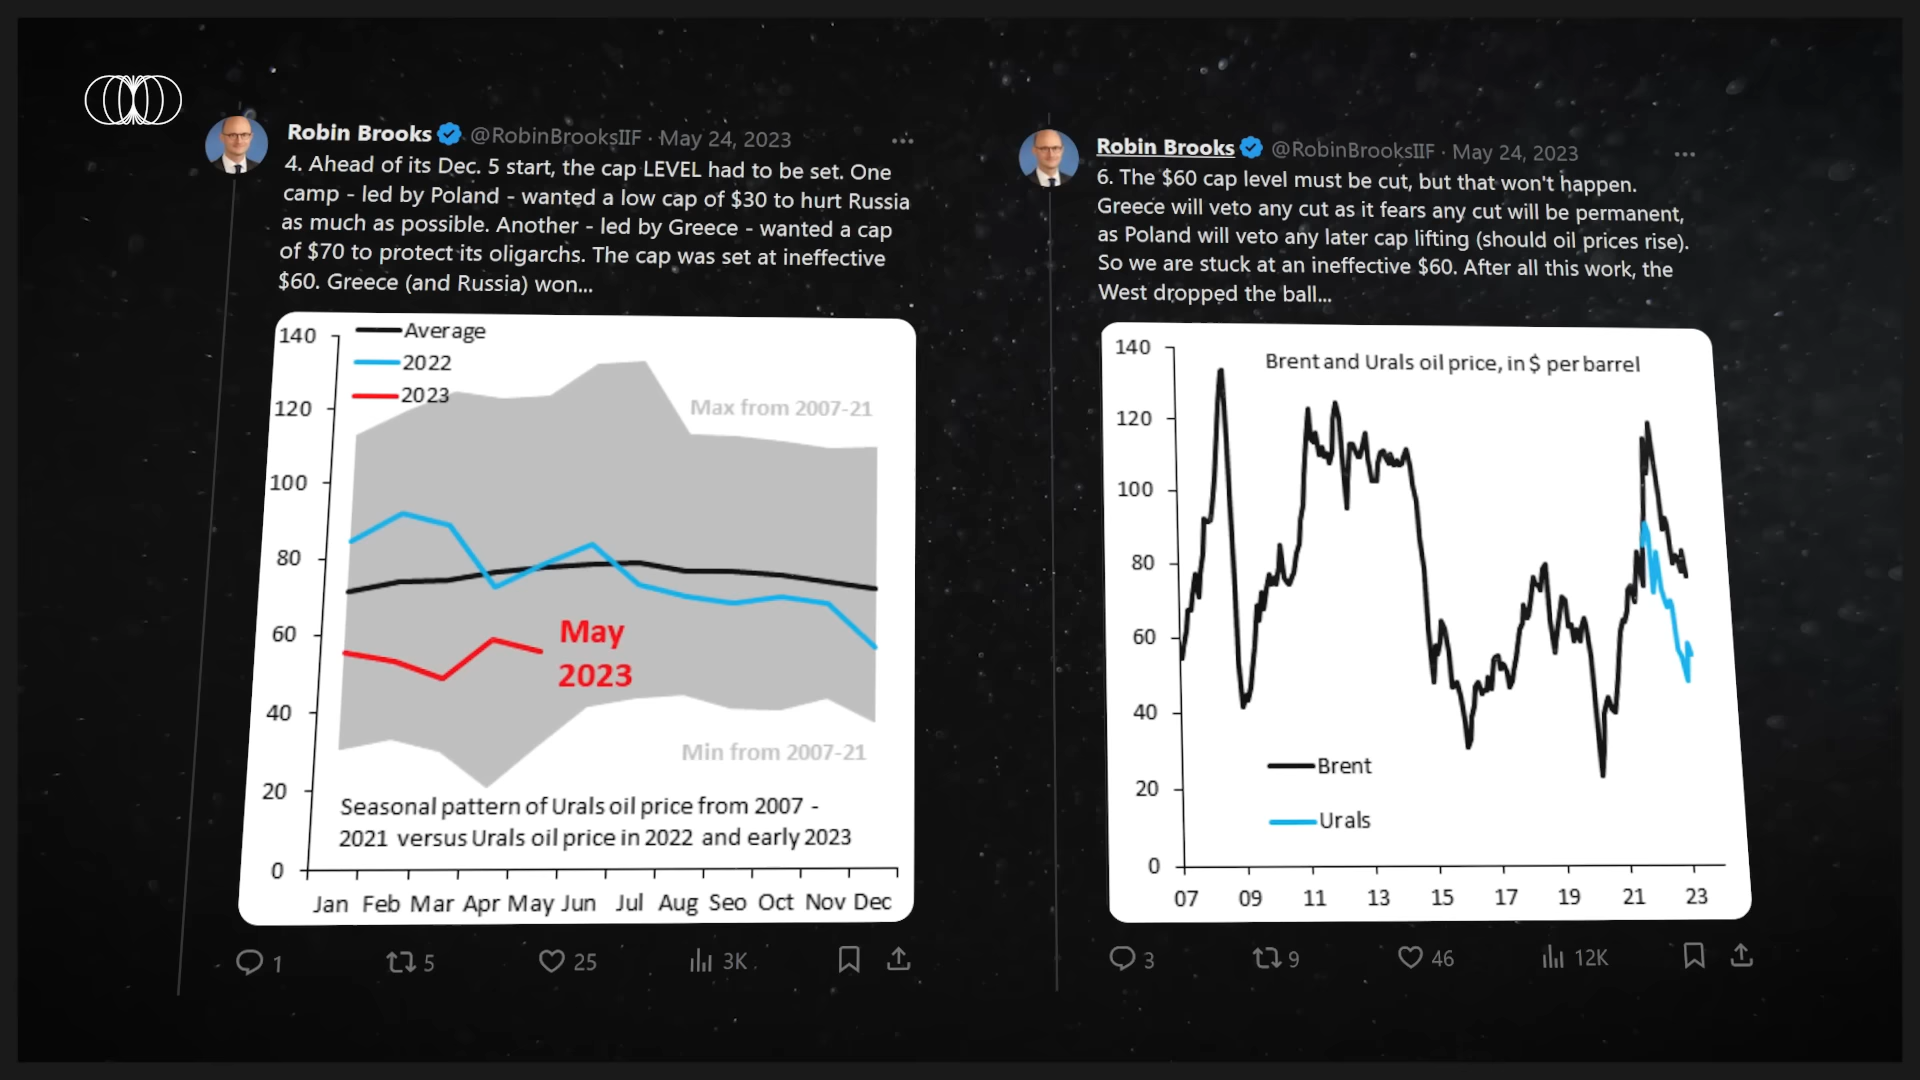 Robin Brooks @RobinBrooksIIF · May 24, 2023 ...
4. Ahead of its Dec. 5 start, the cap LEVEL had to be set. One
camp - led by Poland - wanted a low cap of $30 to hurt Russia
as much as possible. Another - led by Greece - wanted a cap
of $70 to protect its oligarchs. The cap was set at ineffective
$60. Greece (and Russia) won...
140
120
100
80
60
40
20
0
Average
2022
2023
Max from 2007-21
May
2023
Min from 2007-21
Seasonal pattern of Urals oil price from 2007 -
2021 versus Urals oil price in 2022 and early 2023
Jan Feb Mar Apr May Jun Jul Aug Seo Oct Nov Dec
1 5 25 3K
Robin Brooks @RobinBrooksIIF · May 24, 2023 ...
6. The $60 cap level must be cut, but that won't happen.
Greece will veto any cut as it fears any cut will be permanent,
as Poland will veto any later cap lifting (should oil prices rise).
So we are stuck at an ineffective $60. After all this work, the
West dropped the ball...
Brent and Urals oil price, in $ per barrel
140
120
100
80
60
40
20
0
Brent
Urals
07 09 11 13 15 17 19 21 23
3 9 46 12K